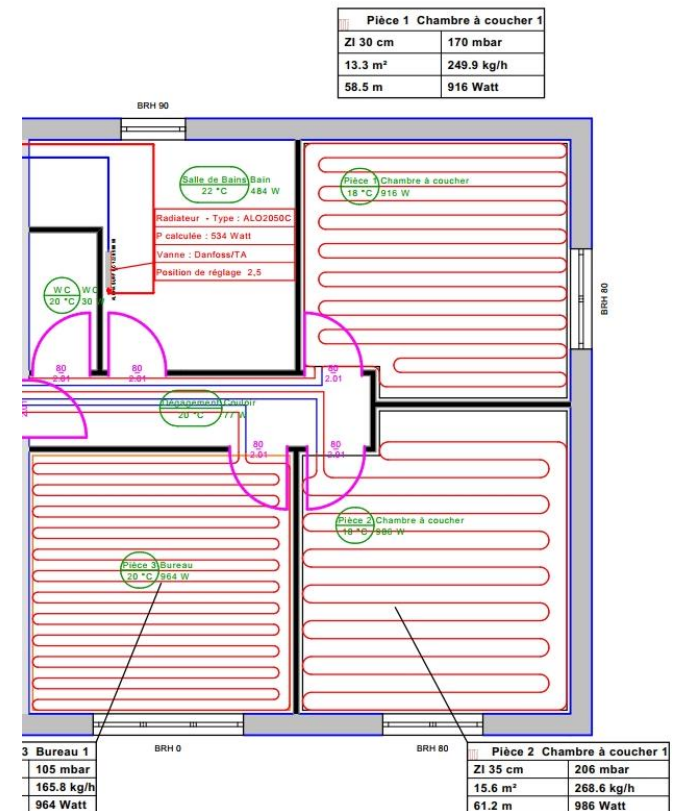 Pièce 1 Chambre à coucher 1
ZI 30 cm 170 mbar
13.3 m² 249.9 kg/h
58.5 m 916 Watt
BRH 90
Salle de Bains Bain
22 °C 484 W
Pièce 1 Chambre à coucher
18 °C 916 W
Radiateur - Type : ALO2050C
P calculée : 534 Watt
Vanne : Danfoss/TA
Position de réglage 2,5
WC WC
20 °C 30
BRH 80
80
2.01
80
2.01
80
2.01
2.01
Dégagement Couloir
20 °C 77 W
80
2.01
80
2.01
Pièce 2 Chambre à coucher
18 °C 986 W
Pièce 3 Bureau
20 °C 964 W
BRH 0
BRH 80
3 Bureau 1
105 mbar
165.8 kg/h
964 Watt
Pièce 2 Chambre à coucher 1
ZI 35 cm 206 mbar
15.6 m² 268.6 kg/h
61.2 m 986 Watt